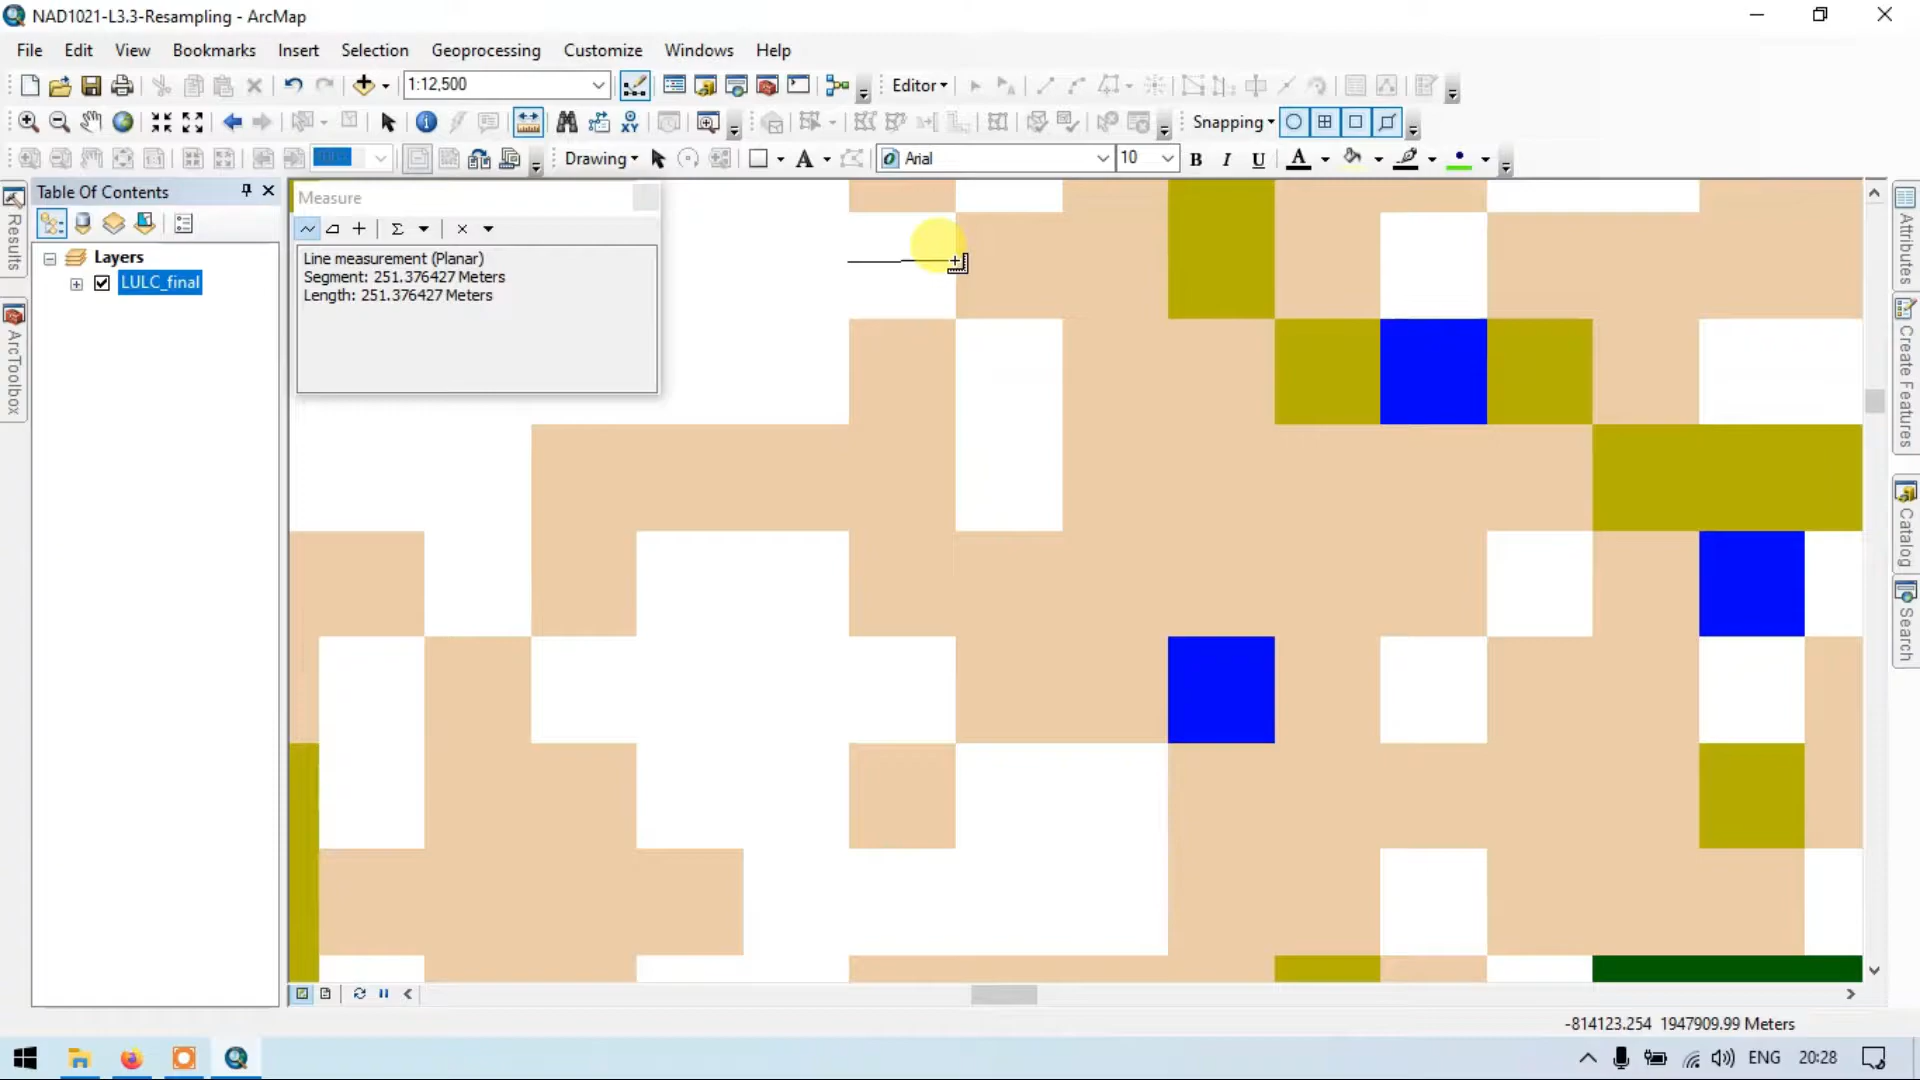 NAD1021-L3.3-Resampling - ArcMap
File Edit View Bookmarks Insert Selection Geoprocessing Customize Windows Help
1:12,500
Editor
Snapping
Drawing
Arial
10
B I U A
Table Of Contents
Layers
LULC_final
Results
ArcToolbox
Measure
Line measurement (Planar)
Segment: 251.376427 Meters
Length: 251.376427 Meters
Attributes
Create Features
Catalog
Search
-814123.254 1947909.99 Meters
ENG 20:28